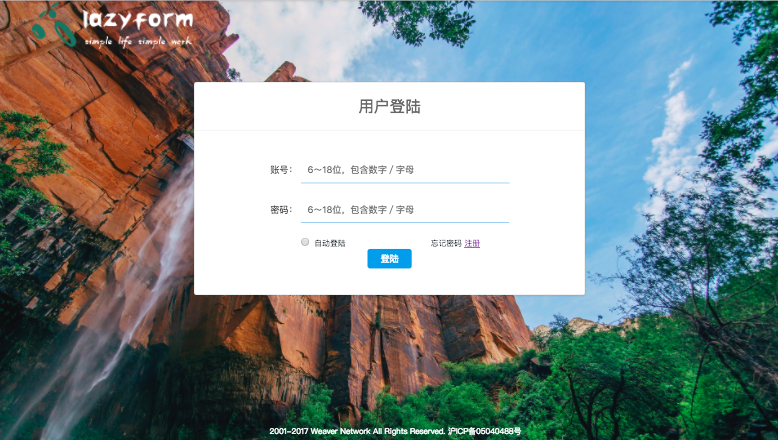 lazyform
simple life simple work
用户登陆
账号： 6～18位，包含数字 / 字母
密码： 6～18位，包含数字 / 字母
自动登陆 忘记密码 注册
登陆
2001-2017 Weaver Network All Rights Reserved. 沪ICP备05040488号